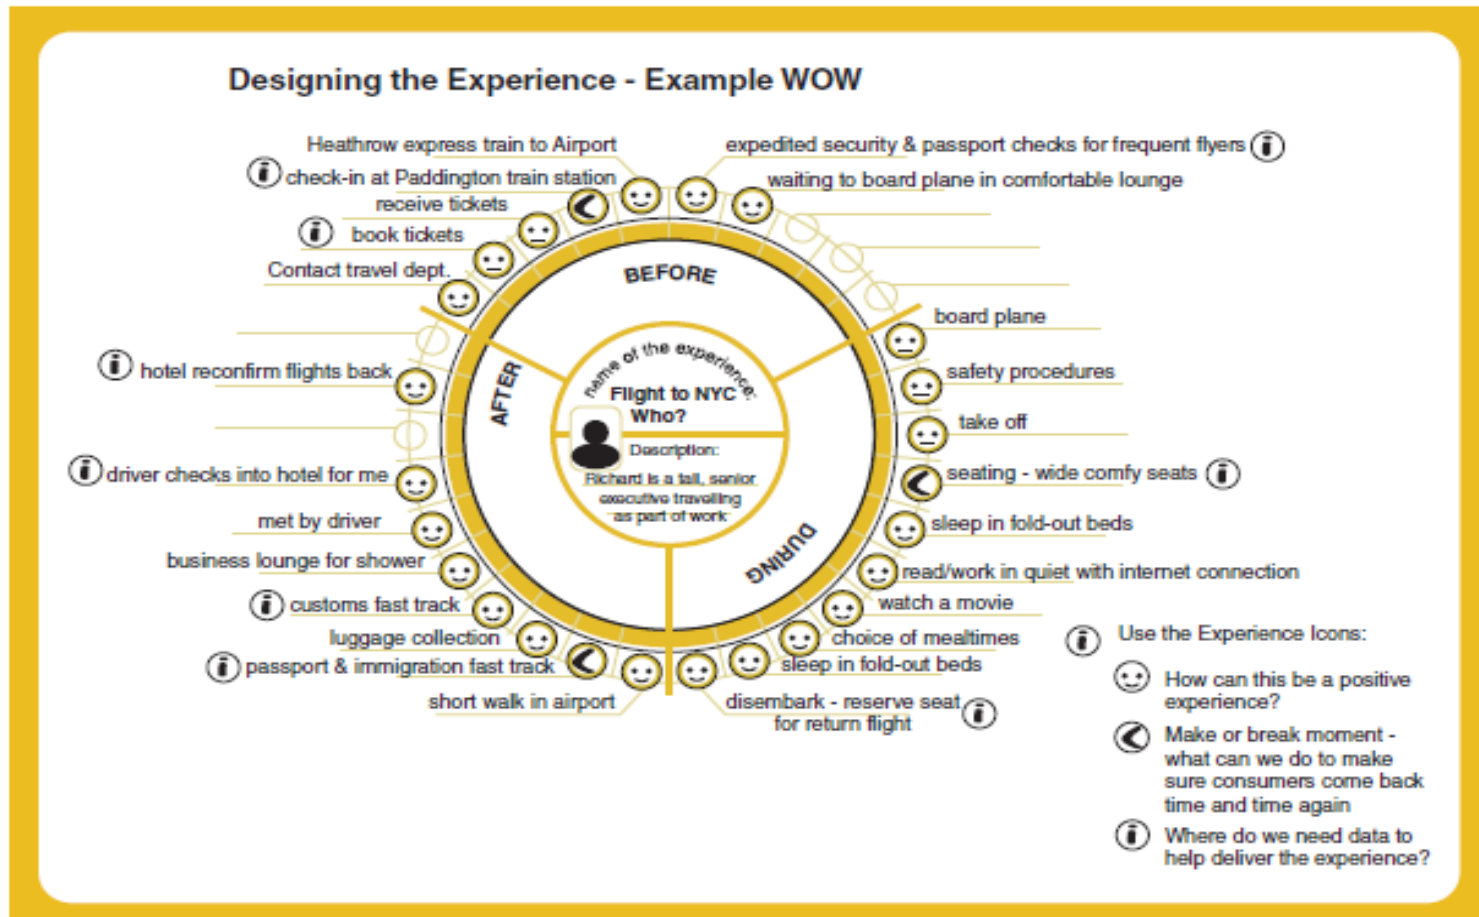 Designing the Experience - Example WOW
Heathrow express train to Airport
check-in at Paddington train station
receive tickets
book tickets
Contact travel dept.
expedited security & passport checks for frequent flyers
waiting to board plane in comfortable lounge
BEFORE
board plane
safety procedures
take off
seating - wide comfy seats
sleep in fold-out beds
read/work in quiet with internet connection
watch a movie
choice of mealtimes
sleep in fold-out beds
disembark - reserve seat
for return flight
DURING
short walk in airport
passport & immigration fast track
luggage collection
customs fast track
business lounge for shower
met by driver
driver checks into hotel for me
hotel reconfirm flights back
AFTER
name of the experience:
Flight to NYC
Who?
Description:
Richard is a tall, senior
executive travelling
as part of work
Use the Experience Icons:
How can this be a positive
experience?
Make or break moment -
what can we do to make
sure consumers come back
time and time again
Where do we need data to
help deliver the experience?